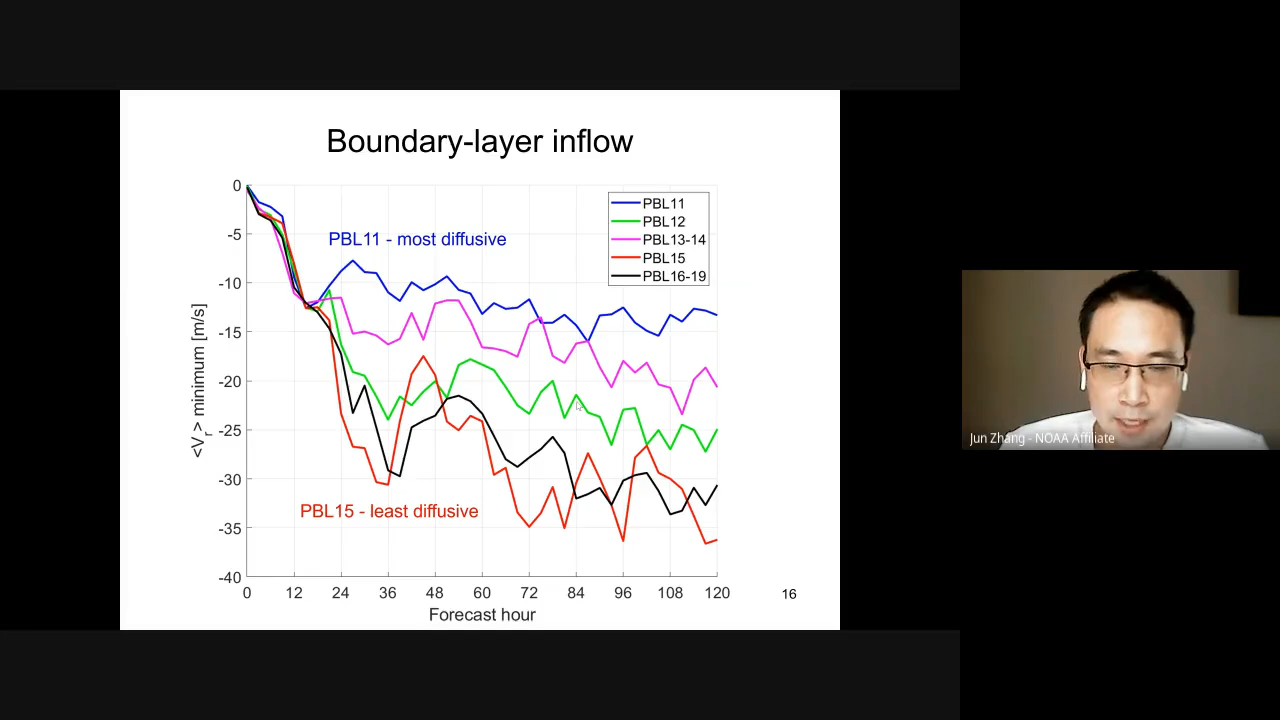 Boundary-layer inflow
0
-5
-10
-15
-20
-25
-30
-35
-40
<Vr> minimum [m/s]
PBL11 - most diffusive
PBL15 - least diffusive
PBL11
PBL12
PBL13-14
PBL15
PBL16-19
0 12 24 36 48 60 72 84 96 108 120
Forecast hour
16
Jun Zhang - NOAA Affiliate